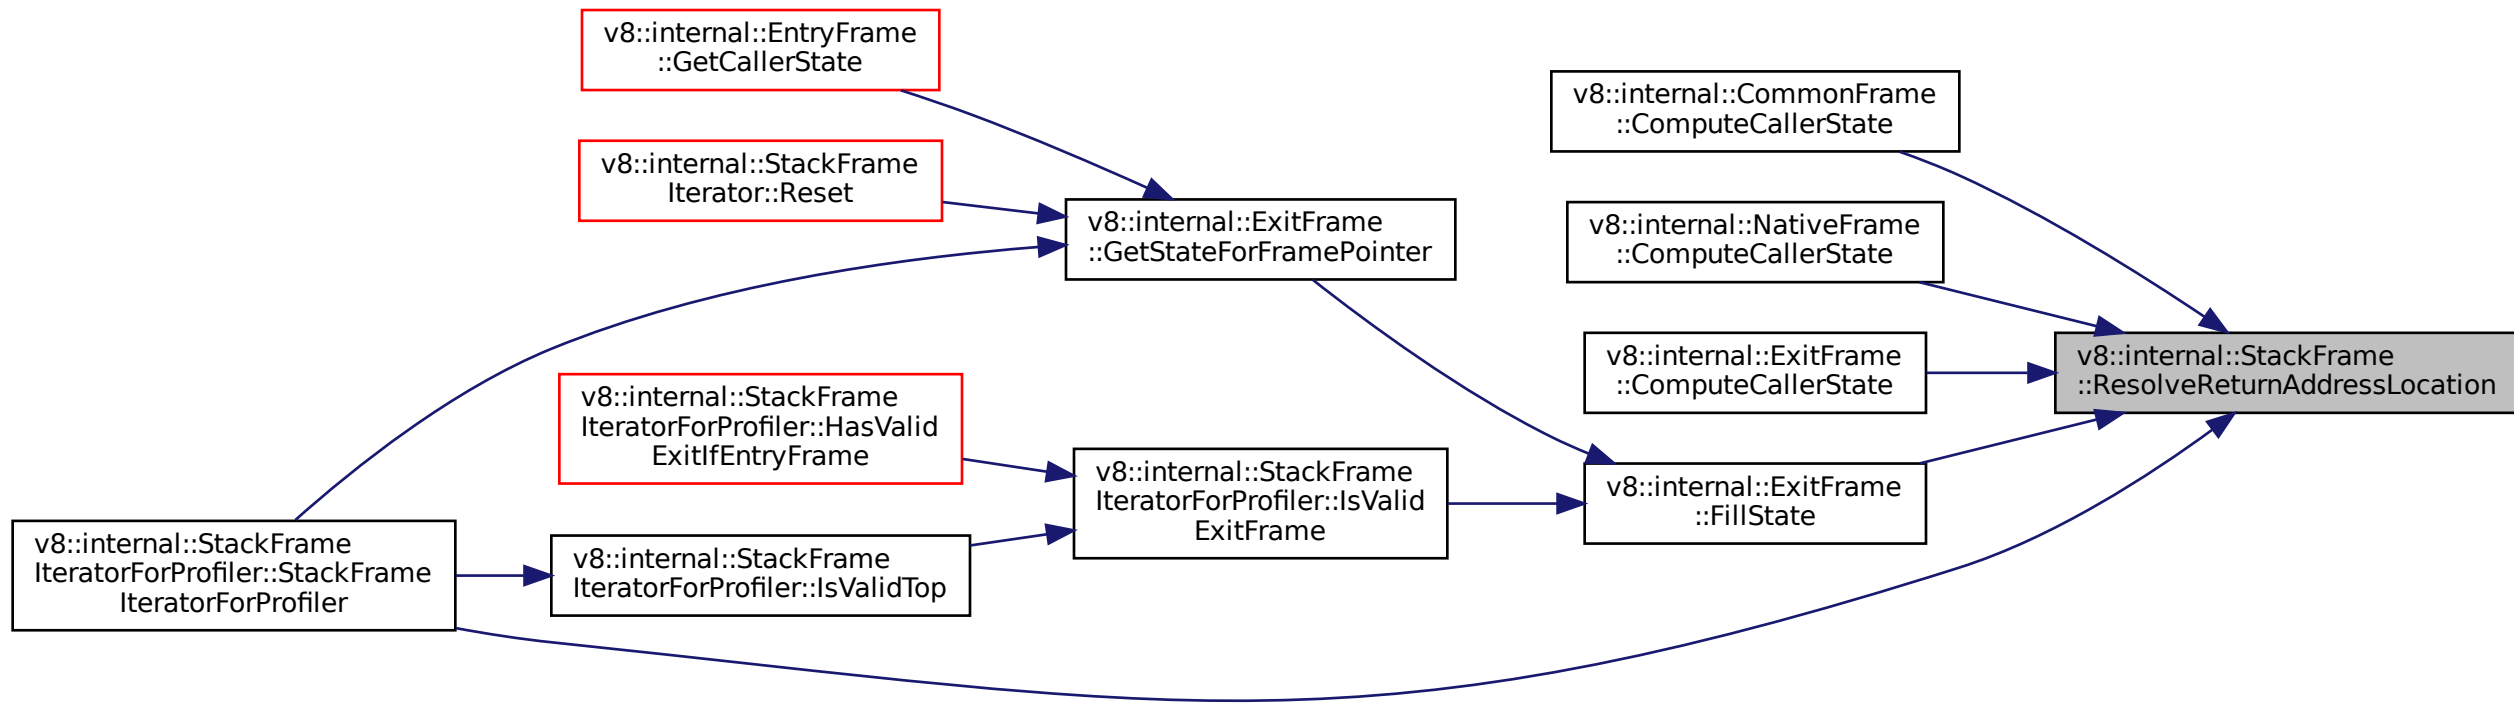 v8::internal::EntryFrame
::GetCallerState
v8::internal::StackFrame
Iterator::Reset
v8::internal::ExitFrame
::GetStateForFramePointer
v8::internal::CommonFrame
::ComputeCallerState
v8::internal::NativeFrame
::ComputeCallerState
v8::internal::ExitFrame
::ComputeCallerState
v8::internal::StackFrame
::ResolveReturnAddressLocation
v8::internal::StackFrame
IteratorForProfiler::HasValid
ExitIfEntryFrame
v8::internal::StackFrame
IteratorForProfiler::IsValid
ExitFrame
v8::internal::ExitFrame
::FillState
v8::internal::StackFrame
IteratorForProfiler::StackFrame
IteratorForProfiler
v8::internal::StackFrame
IteratorForProfiler::IsValidTop